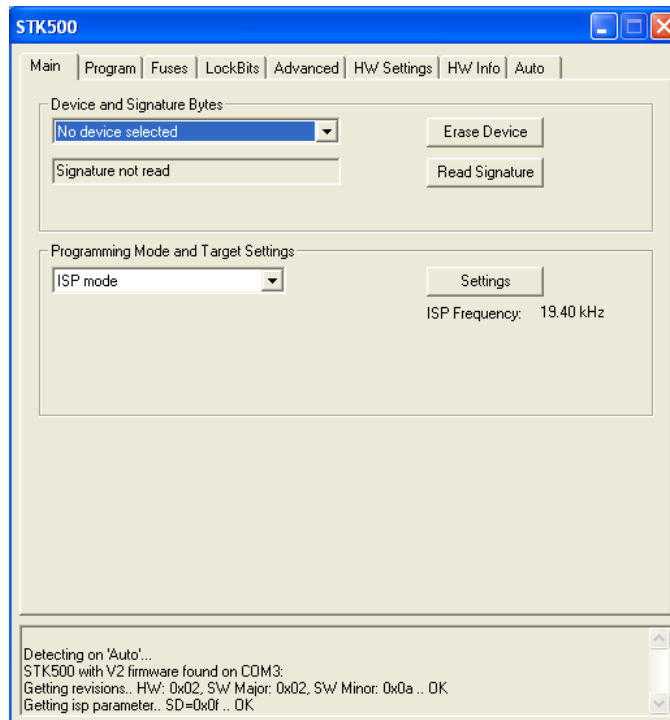 STK500
Main Program Fuses LockBits Advanced HW Settings HW Info Auto
Device and Signature Bytes
No device selected
Erase Device
Signature not read
Read Signature
Programming Mode and Target Settings
ISP mode
Settings
ISP Frequency: 19.40 kHz
Detecting on 'Auto'...
STK500 with V2 firmware found on COM3:
Getting revisions.. HW: 0x02, SW Major: 0x02, SW Minor: 0x0a .. OK
Getting isp parameter.. SD=0x0f .. OK